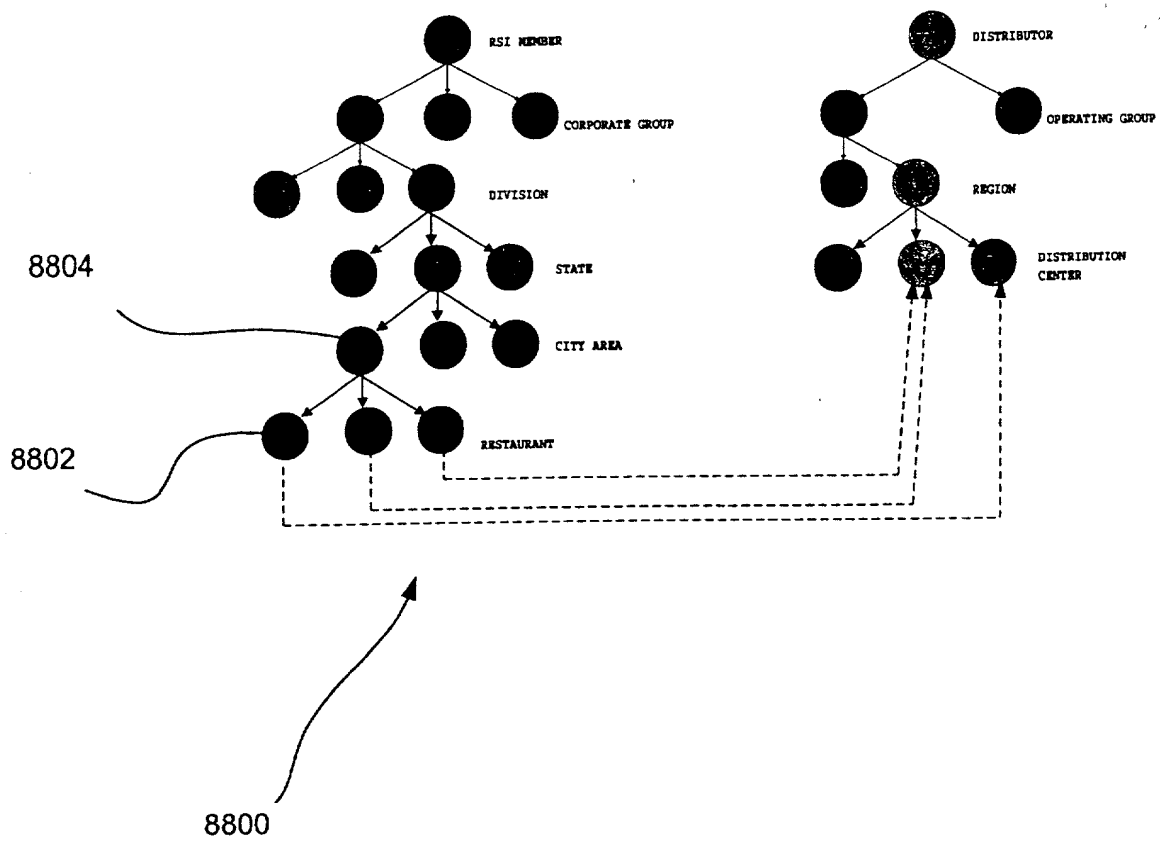 RSI MEMBER
DISTRIBUTOR
CORPORATE GROUP
OPERATING GROUP
DIVISION
REGION
8804
STATE
DISTRIBUTION
CENTER
CITY AREA
8802
RESTAURANT
8800